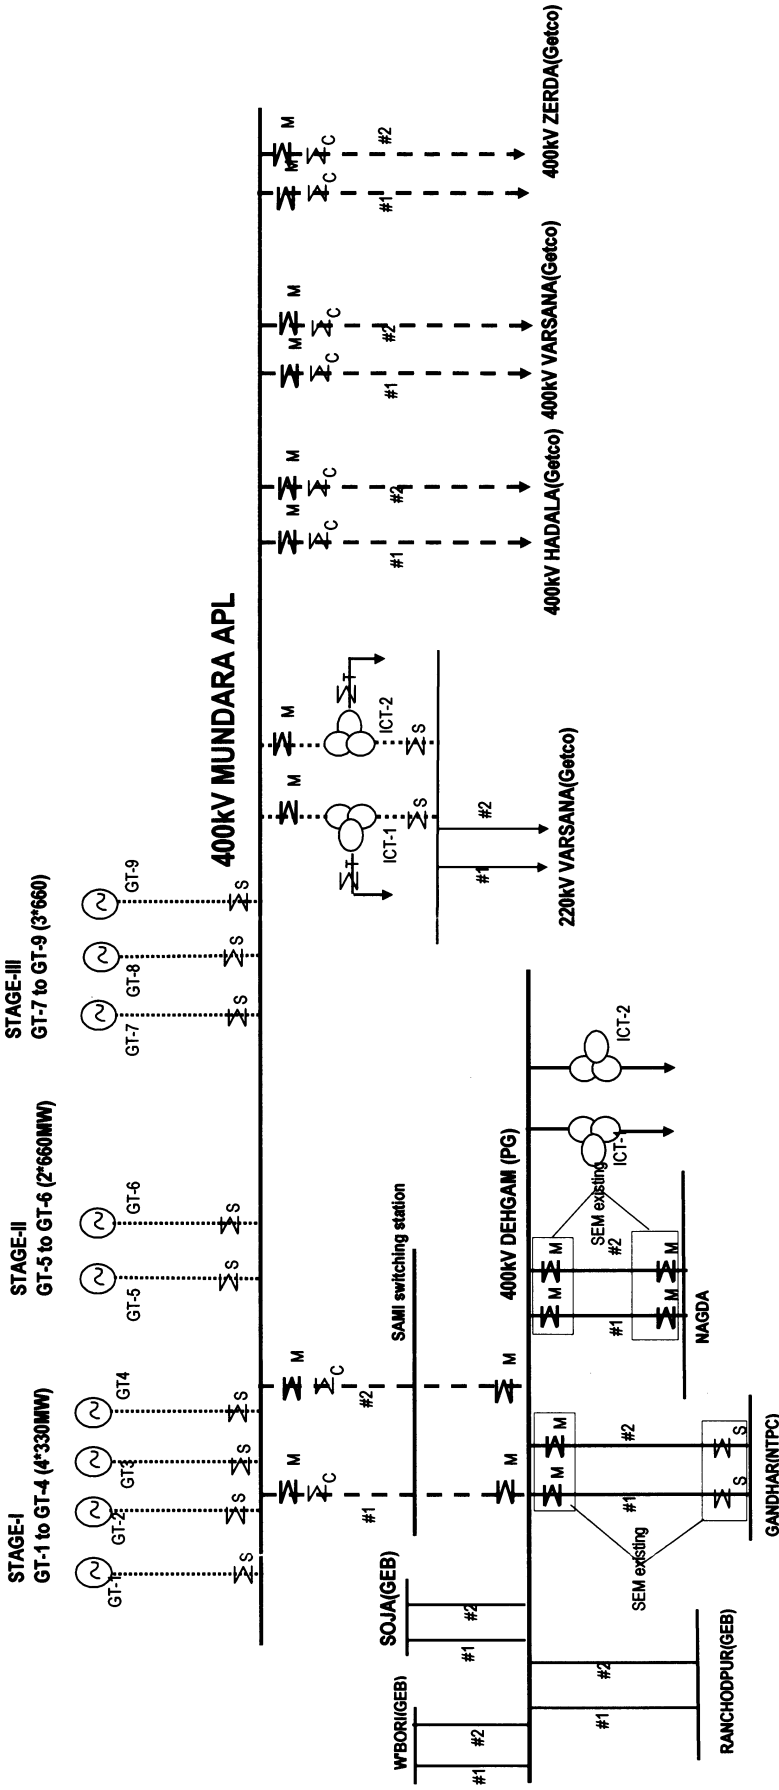 STAGE-I
GT-1 to GT-4 (4*330MW)
STAGE-II
GT-5 to GT-6 (2*660MW)
STAGE-III
GT-7 to GT-9 (3*660)
GT-1
GT-2
GT3
GT4
GT-5
GT-6
GT-7
GT-8
GT-9
S
S
S
S
S
S
S
S
S
400kV MUNDARA APL
M
M
M
M
M
M
M
M
M
M
C
C
C
C
C
C
C
C
#1
#2
T
T
ICT-1
ICT-2
S
S
#1
#2
#1
#2
#1
#2
#1
#2
220kV VARSANA(Getco)
400kV HADALA(Getco)
400kV VARSANA(Getco)
400kV ZERDA(Getco)
SAMI switching station
M
M
400kV DEHGAM (PG)
W'BORI(GEB)
#1
#2
SOJA(GEB)
#1
#2
RANCHODPUR(GEB)
#1
#2
SEM existing
M
M
#1
#2
S
S
GANDHAR(NTPC)
SEM existing
M
M
#1
#2
M
M
NAGDA
ICT-
ICT-2